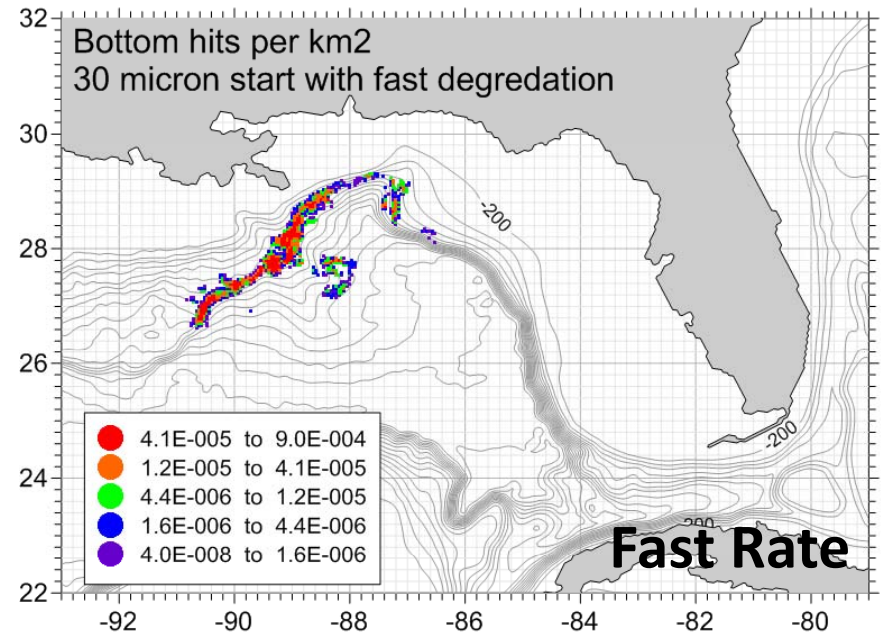 Bottom hits per km2
30 micron start with fast degredation
32
30
28
26
24
22
-200
-200
200
4.1E-005 to 9.0E-004
1.2E-005 to 4.1E-005
4.4E-006 to 1.2E-005
1.6E-006 to 4.4E-006
4.0E-008 to 1.6E-006
Fast Rate
-92 -90 -88 -86 -84 -82 -80